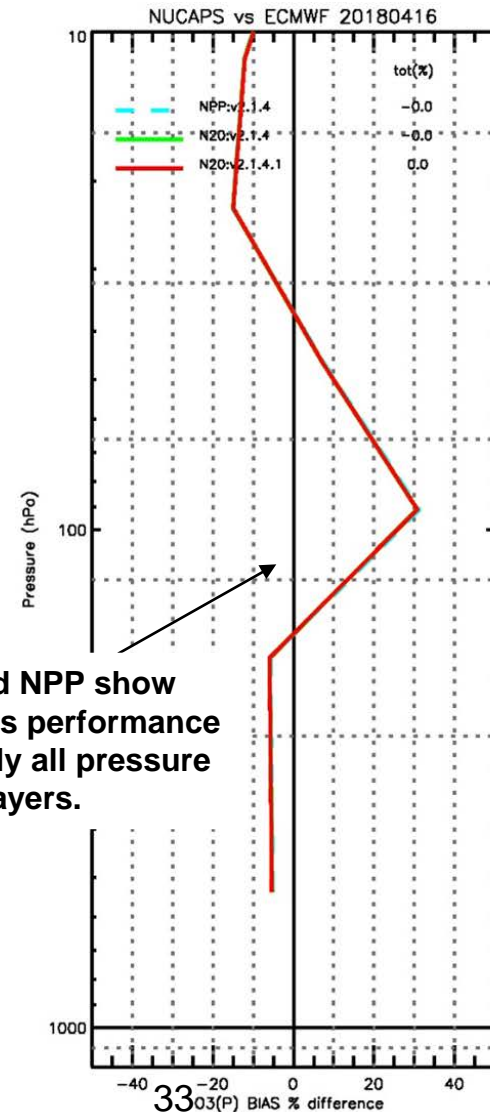 NUCAPS vs ECMWF 20180416
10
tot(%)
NPP:v2.1.4 -0.0
N20:v2.1.4 -0.0
N20:v2.1.4.1 0.0
Pressure (hPa)
100
d NPP show
s performance
ly all pressure
ayers.
1000
-40 -20 0 20 40
33
O3(P) BIAS % difference